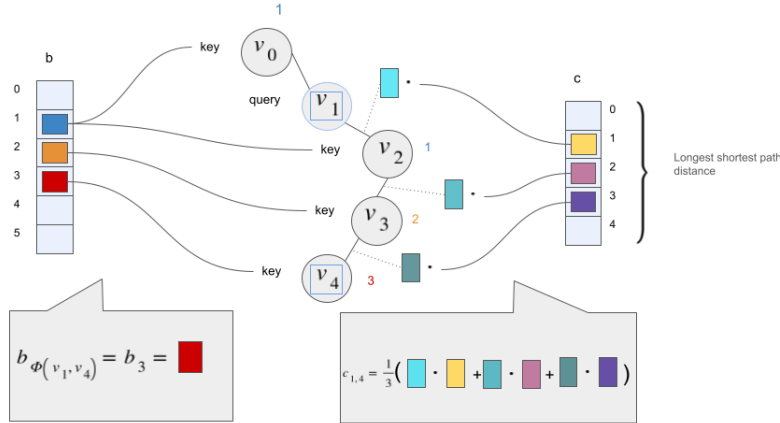 1
b
key
v0
0
query
v1
c
0
1
1
2
key
v2
1
2
3
Longest shortest path
distance
3
4
4
5
key
v3
2
key
v4
3
bΦ(v1,v4) = b3 =
c1,4 = 1/3( · + · + · )